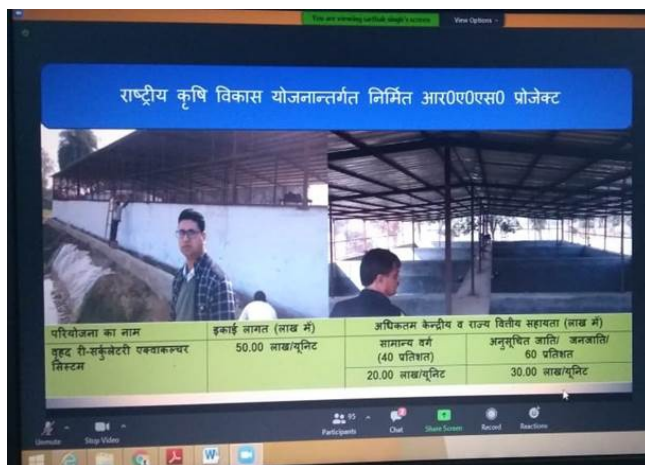 You are viewing sarthak singh's screen View Options
राष्ट्रीय कृषि विकास योजनान्तर्गत निर्मित आर0ए0एस0 प्रोजेक्ट
परियोजना का नाम
इकाई लागत (लाख में)
अधिकतम केन्द्रीय व राज्य वित्तीय सहायता (लाख में)
वृहद री-सर्कुलेटरी एक्वाकल्चर
सिस्टम
50.00 लाख/यूनिट
सामान्य वर्ग
(40 प्रतिशत)
अनुसूचित जाति/ जनजाति/
60 प्रतिशत
20.00 लाख/यूनिट
30.00 लाख/यूनिट
Unmute
Stop Video
95
Participants
2
Chat
Share Screen
Record
Reactions
W